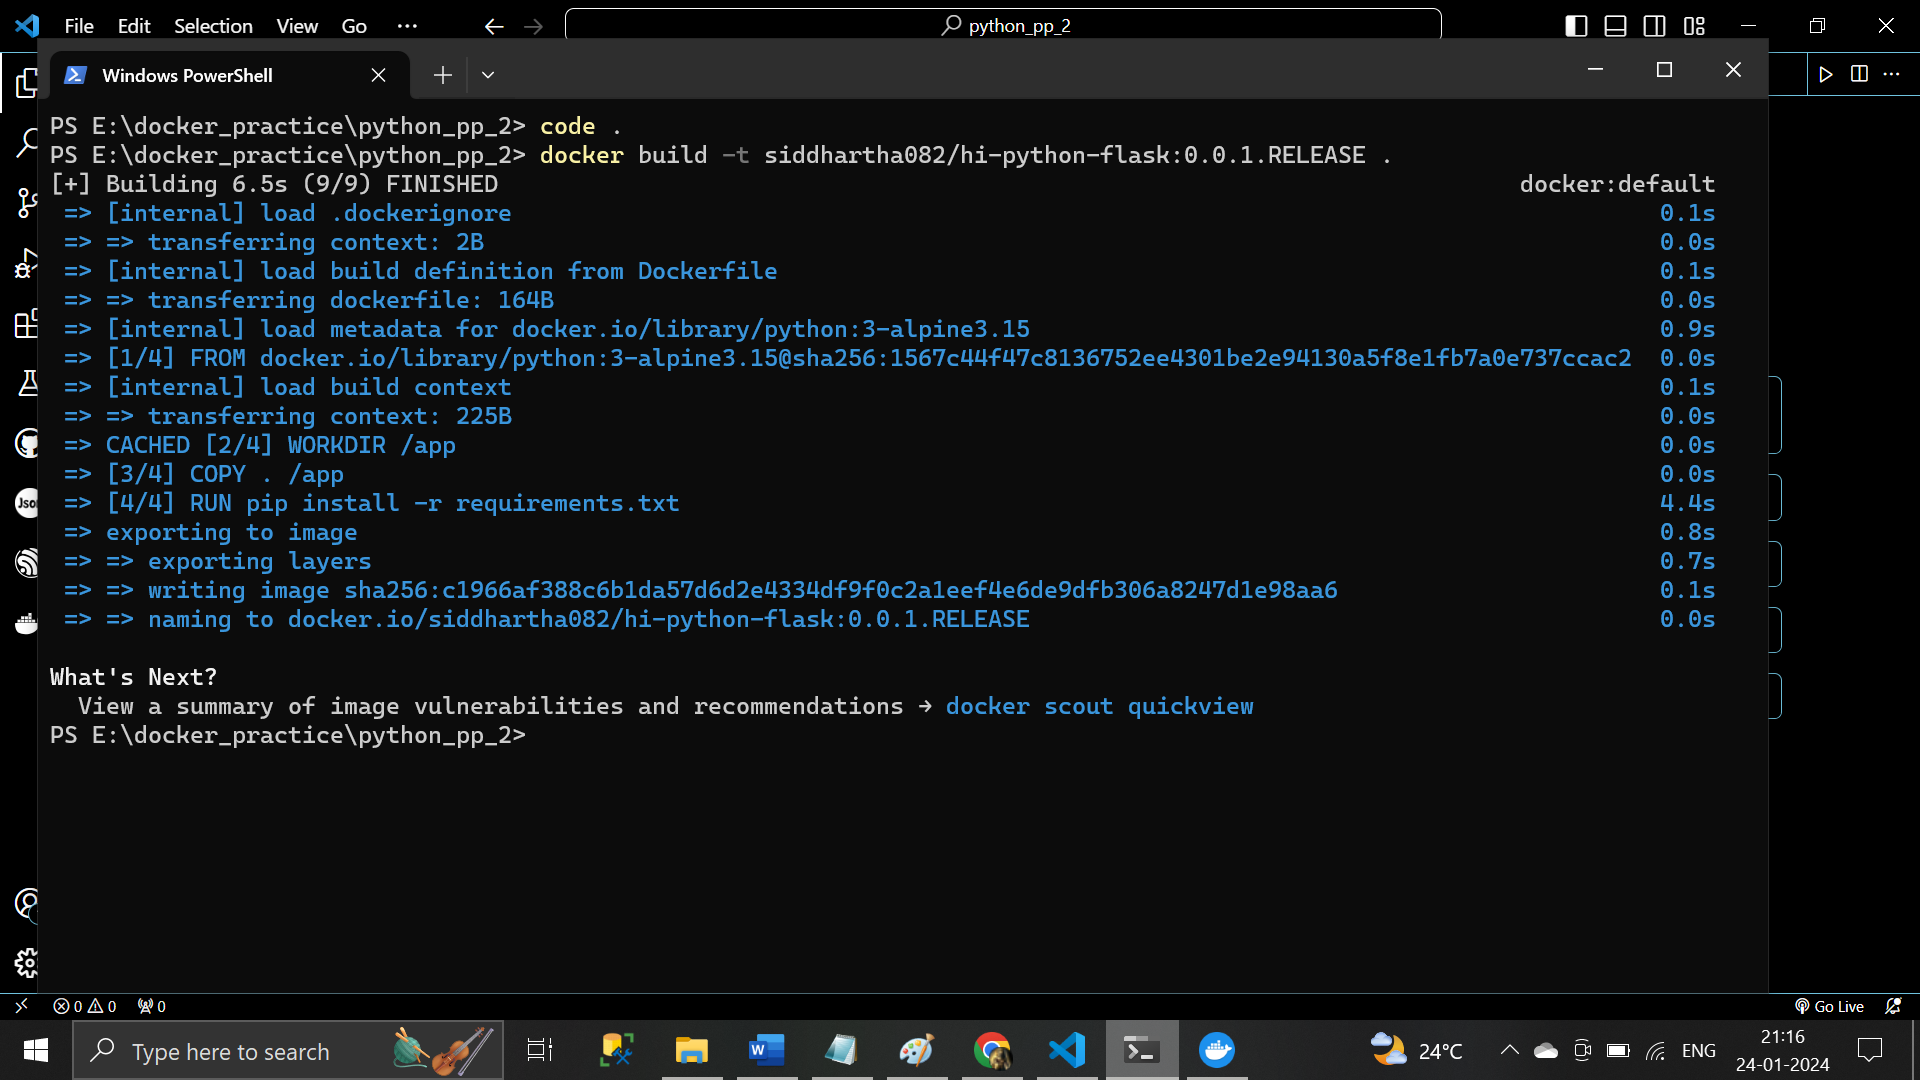 File Edit Selection View Go ··· python_pp_2
Windows PowerShell
PS E:\docker_practice\python_pp_2> code .
PS E:\docker_practice\python_pp_2> docker build -t siddhartha082/hi-python-flask:0.0.1.RELEASE .
[+] Building 6.5s (9/9) FINISHED docker:default
=> [internal] load .dockerignore 0.1s
=> => transferring context: 2B 0.0s
=> [internal] load build definition from Dockerfile 0.1s
=> => transferring dockerfile: 164B 0.0s
=> [internal] load metadata for docker.io/library/python:3-alpine3.15 0.9s
=> [1/4] FROM docker.io/library/python:3-alpine3.15@sha256:1567c44f47c8136752ee4301be2e94130a5f8e1fb7a0e737ccac2 0.0s
=> [internal] load build context 0.1s
=> => transferring context: 225B 0.0s
=> CACHED [2/4] WORKDIR /app 0.0s
=> [3/4] COPY . /app 0.0s
=> [4/4] RUN pip install -r requirements.txt 4.4s
=> exporting to image 0.8s
=> => exporting layers 0.7s
=> => writing image sha256:c1966af388c6b1da57d6d2e4334df9f0c2a1eef4e6de9dfb306a8247d1e98aa6 0.1s
=> => naming to docker.io/siddhartha082/hi-python-flask:0.0.1.RELEASE 0.0s
What's Next?
View a summary of image vulnerabilities and recommendations → docker scout quickview
PS E:\docker_practice\python_pp_2>
0 0 0 Go Live
Type here to search 24°C ENG 21:16
24-01-2024